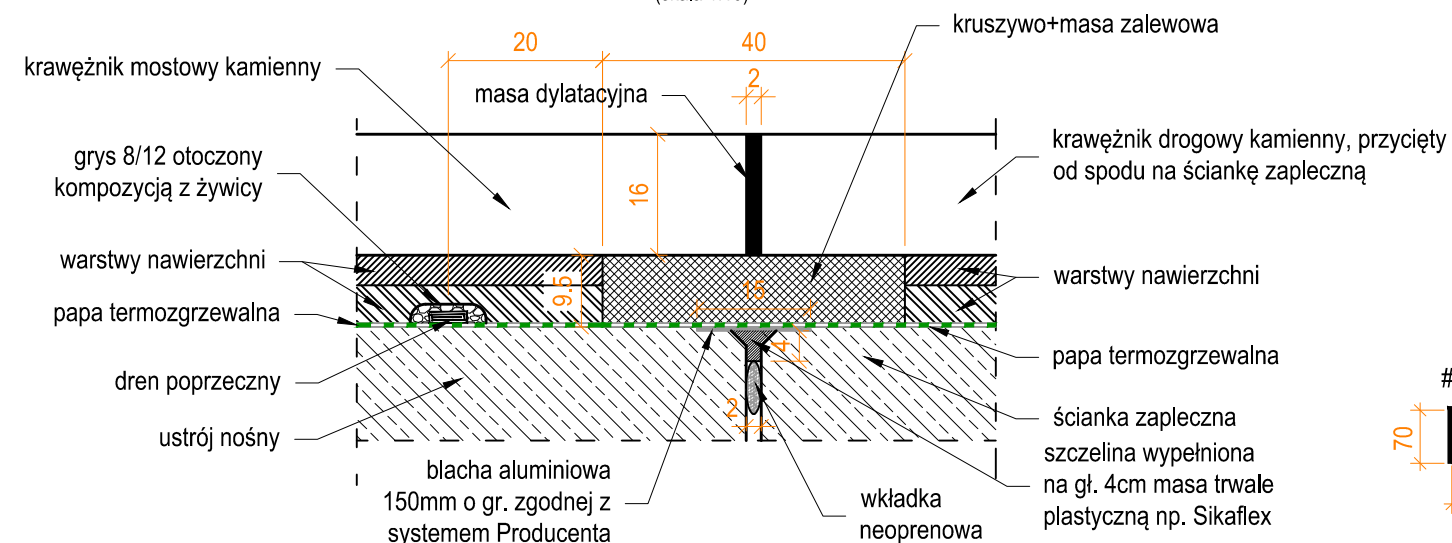 20
40
kruszywo+masa zalewowa
krawężnik mostowy kamienny
2
masa dylatacyjna
grys 8/12 otoczony
kompozycją z żywicy
16
krawężnik drogowy kamienny, przycięty
od spodu na ściankę zapleczną
warstwy nawierzchni
9.5
15
warstwy nawierzchni
papa termozgrzewalna
4
papa termozgrzewalna
dren poprzeczny
2
ścianka zapleczna
ustrój nośny
#
70
blacha aluminiowa
150mm o gr. zgodnej z
systemem Producenta
wkładka
neoprenowa
szczelina wypełniona
na gł. 4cm masa trwale
plastyczną np. Sikaflex